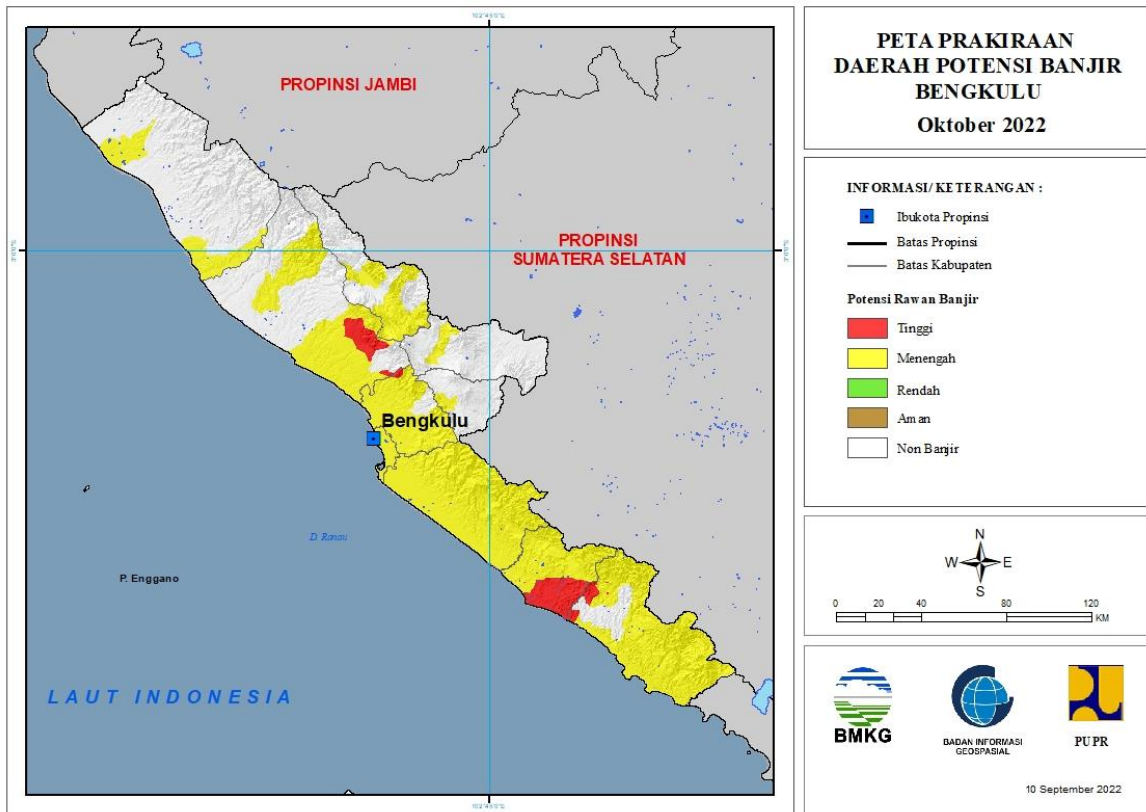 PETA PRAKIRAAN
DAERAH POTENSI BANJIR
BENGKULU
Oktober 2022
INFORMASI/ KETERANGAN :
Ibukota Propinsi
Batas Propinsi
Batas Kabupaten
Potensi Rawan Banjir
Tinggi
Menengah
Rendah
Aman
Non Banjir
N
W E
S
0 20 40 80 120
KM
BMKG
BADAN INFORMASI
GEOSPASIAL
PUPR
10 September 2022
PROPINSI JAMBI
PROPINSI
SUMATERA SELATAN
Bengkulu
D. Ranau
P. Enggano
LAUT INDONESIA